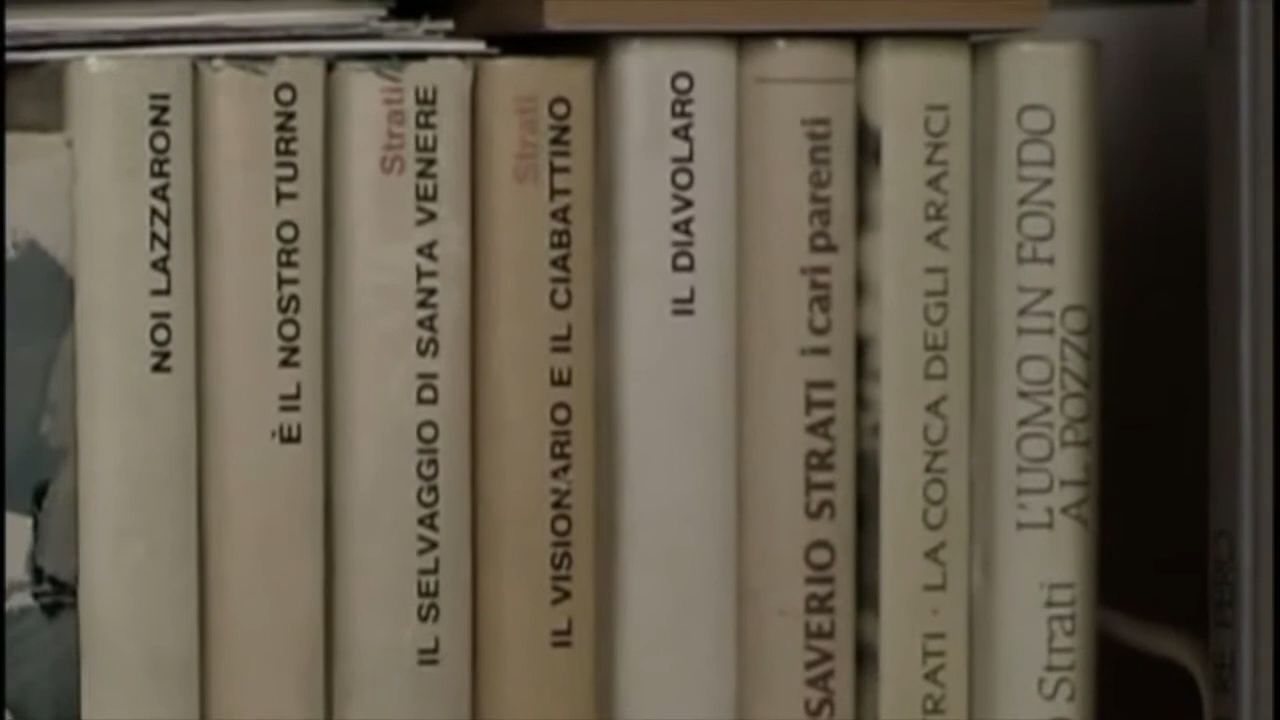 NOI LAZZARONI
È IL NOSTRO TURNO
Strati
IL SELVAGGIO DI SANTA VENERE
Strati
IL VISIONARIO E IL CIABATTINO
IL DIAVOLARO
SAVERIO STRATI i cari parenti
RATI · LA CONCA DEGLI ARANCI
Strati L'UOMO IN FONDO
AL POZZO